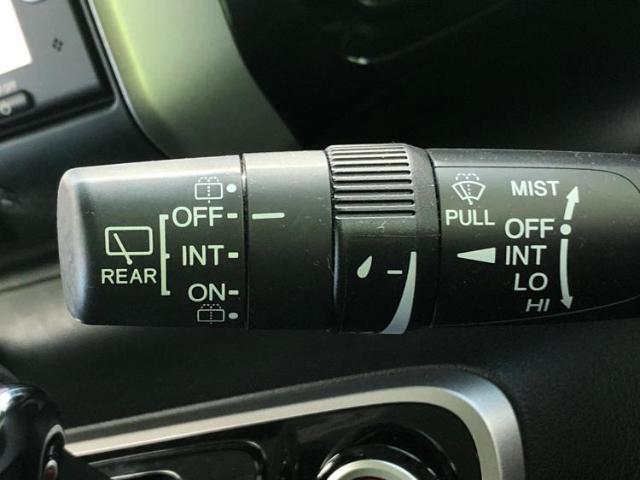 REAR
OFF
INT
ON
PULL
MIST
OFF
INT
LO
HI